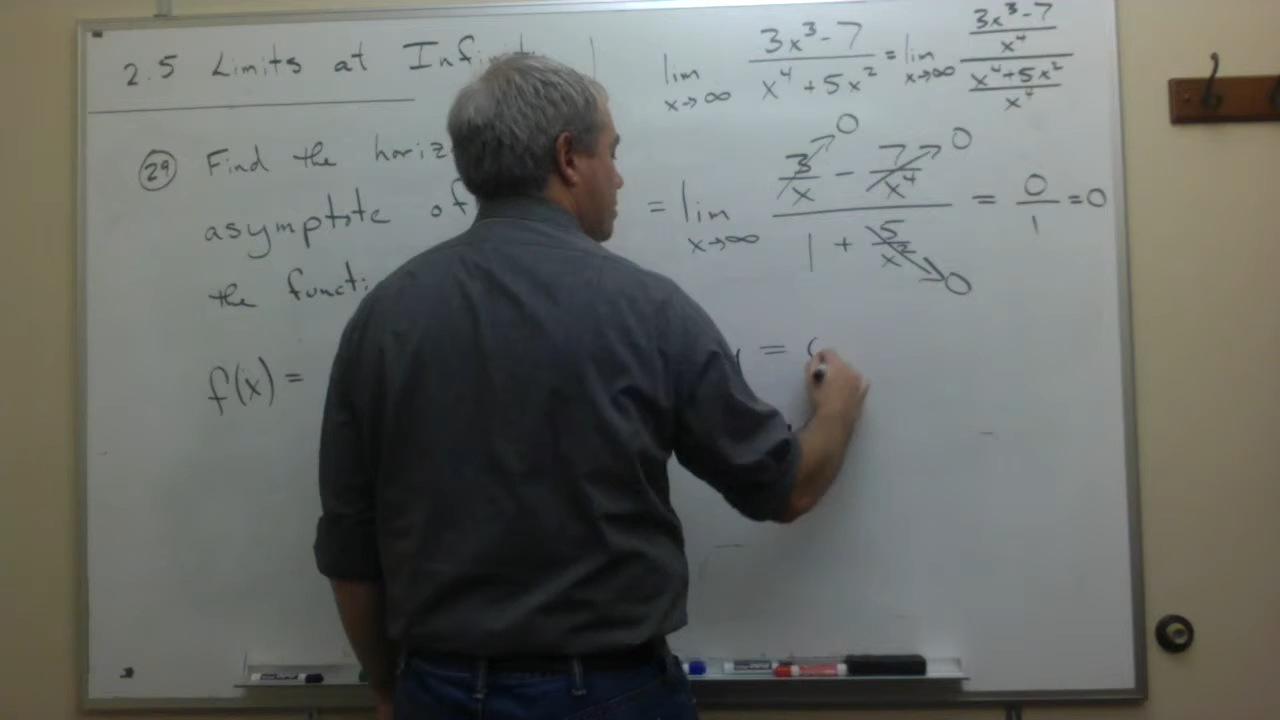 2.5 Limits at Infin
29 Find the horiz
asymptote of
the functi
f(x) =
lim x→∞ (3x³ - 7)/(x⁴ + 5x²) = lim x→∞ ((3x³ - 7)/x⁴)/((x⁴ + 5x²)/x⁴)
= lim x→∞ (3/x → 0 - 7/x⁴ → 0)/(1 + 5/x² → 0) = 0/1 = 0
=